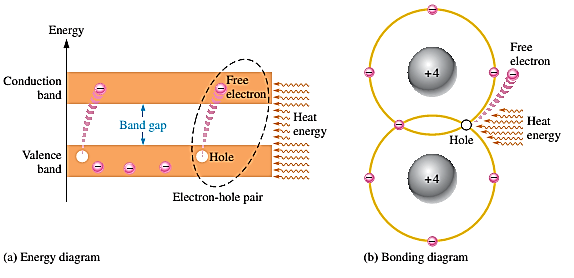 Energy
Conduction
band
Free
electron
Band gap
Heat
energy
Valence
band
Hole
Electron-hole pair
(a) Energy diagram
+4
Free
electron
Heat
energy
Hole
+4
(b) Bonding diagram